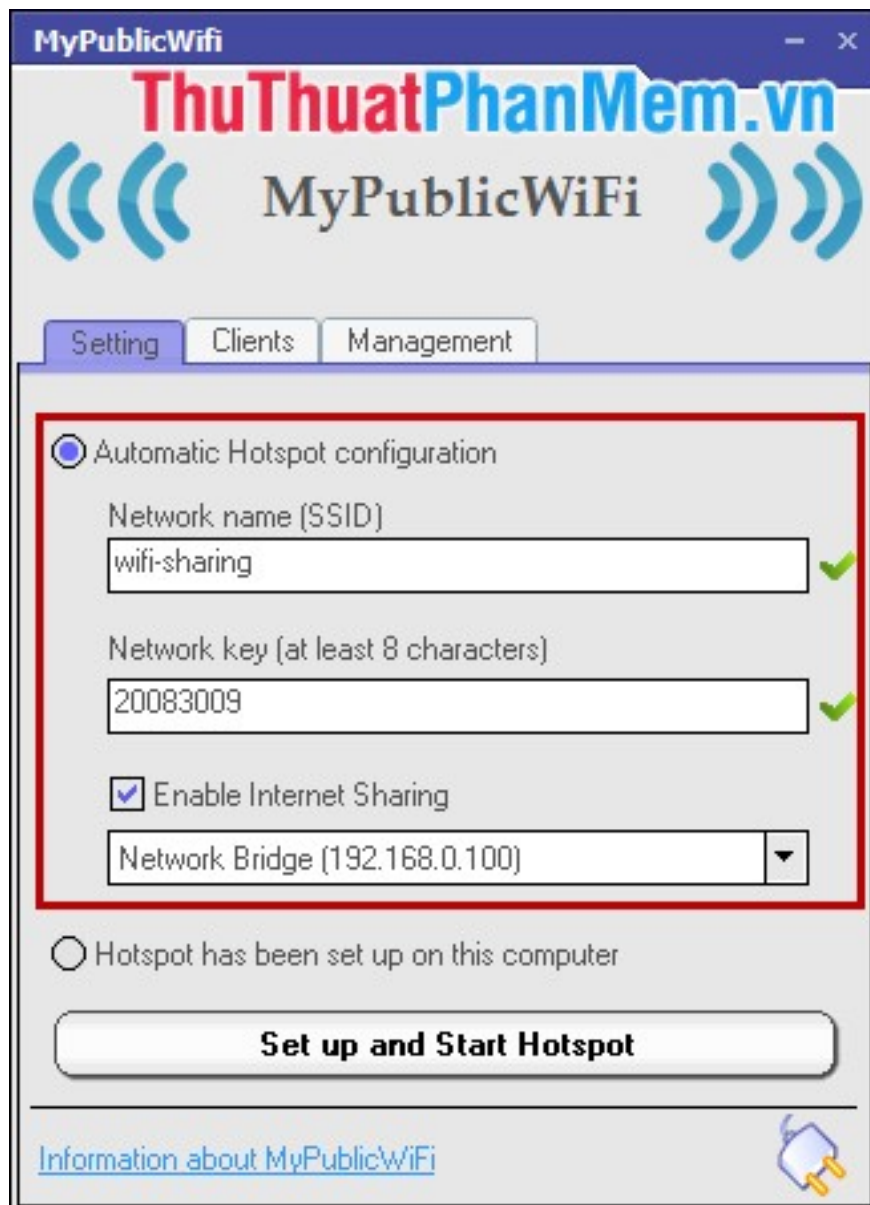 MyPublicWifi
ThuThuatPhanMem.vn
MyPublicWiFi
Setting Clients Management
Automatic Hotspot configuration
Network name (SSID)
wifi-sharing
Network key (at least 8 characters)
20083009
Enable Internet Sharing
Network Bridge (192.168.0.100)
Hotspot has been set up on this computer
Set up and Start Hotspot
Information about MyPublicWiFi